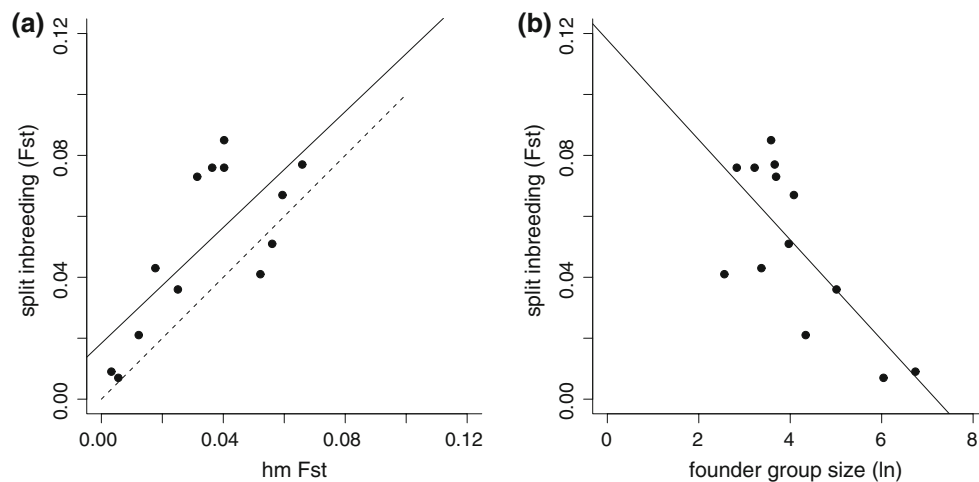 (a)
split inbreeding (Fst)
0.12
0.08
0.04
0.00
0.00 0.04 0.08 0.12
hm Fst
(b)
split inbreeding (Fst)
0.12
0.08
0.04
0.00
0 2 4 6 8
founder group size (ln)